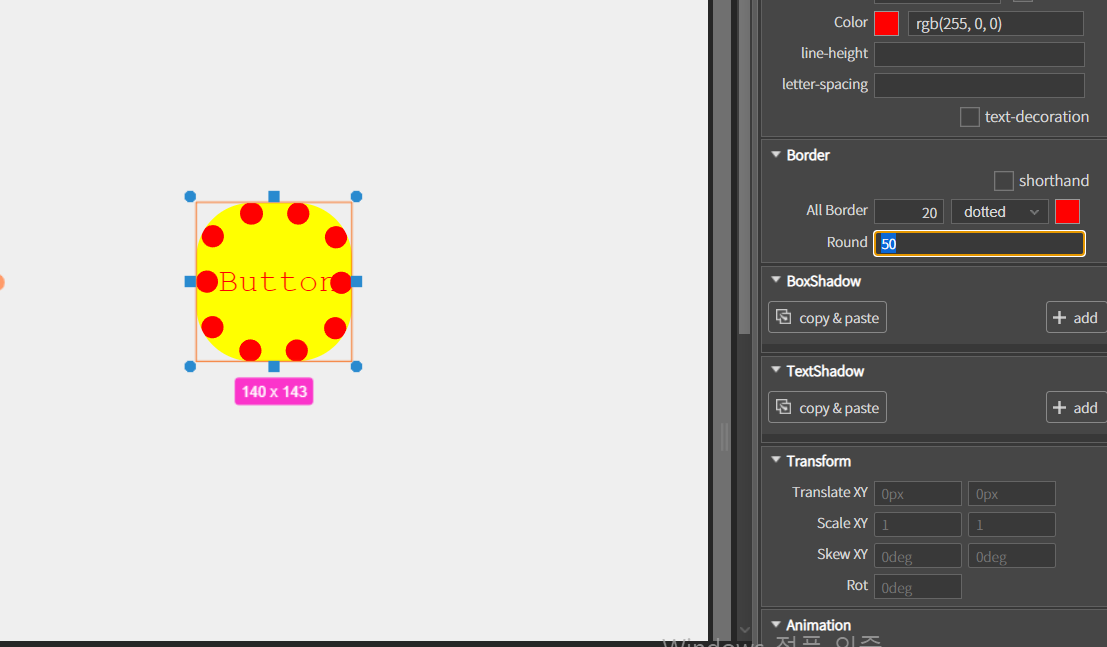 Color rgb(255, 0, 0)
line-height
letter-spacing
text-decoration
Border
shorthand
All Border 20 dotted
Round 50
BoxShadow
copy & paste + add
TextShadow
copy & paste + add
Transform
Translate XY 0px 0px
Scale XY 1 1
Skew XY 0deg 0deg
Rot 0deg
Animation
Button
140 x 143
Windows 정품 인증